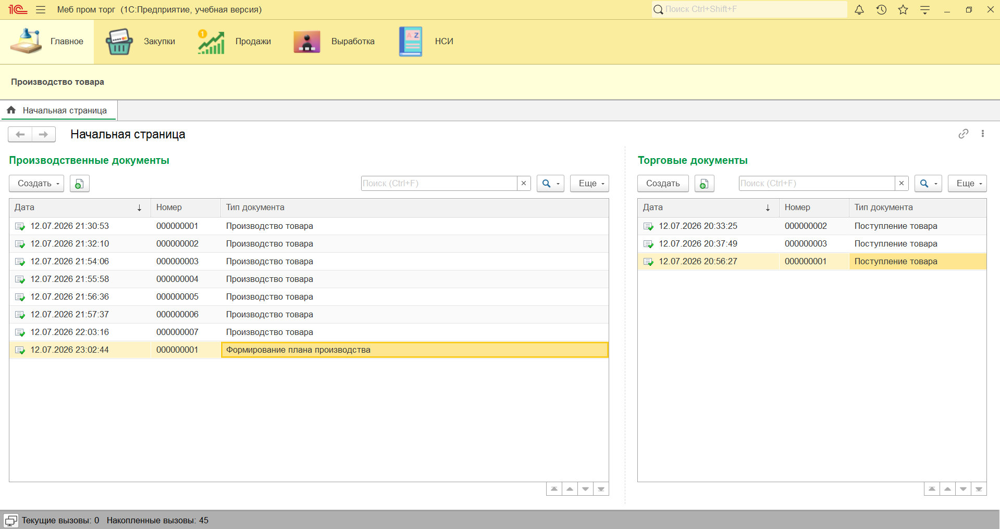 1С Меб пром торг (1С:Предприятие, учебная версия) Поиск Ctrl+Shift+F
Главное Закупки 1 Продажи Выработка A Z НСИ
Производство товара
Начальная страница
Начальная страница
Производственные документы
Создать Поиск (Ctrl+F) × Еще
Дата ↓ Номер Тип документа
12.07.2026 21:30:53 000000001 Производство товара
12.07.2026 21:32:10 000000002 Производство товара
12.07.2026 21:54:06 000000003 Производство товара
12.07.2026 21:55:58 000000004 Производство товара
12.07.2026 21:56:36 000000005 Производство товара
12.07.2026 21:57:37 000000006 Производство товара
12.07.2026 22:03:16 000000007 Производство товара
12.07.2026 23:02:44 000000001 Формирование плана производства
Торговые документы
Создать Поиск (Ctrl+F) × Еще
Дата ↓ Номер Тип документа
12.07.2026 20:33:25 000000002 Поступление товара
12.07.2026 20:37:49 000000003 Поступление товара
12.07.2026 20:56:27 000000001 Поступление товара
Текущие вызовы: 0 Накопленные вызовы: 45